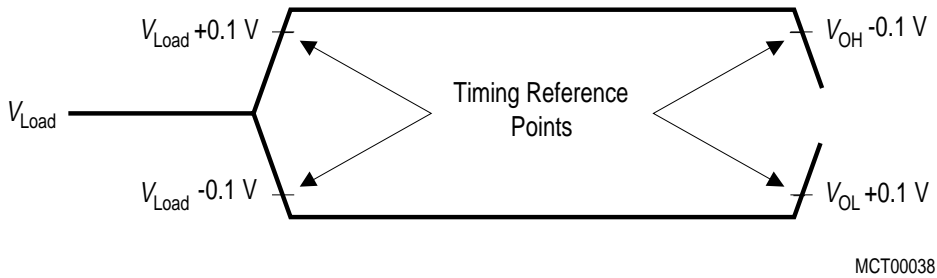 V_Load +0.1 V
V_OH -0.1 V
Timing Reference
Points
V_Load
V_Load -0.1 V
V_OL +0.1 V
MCT00038